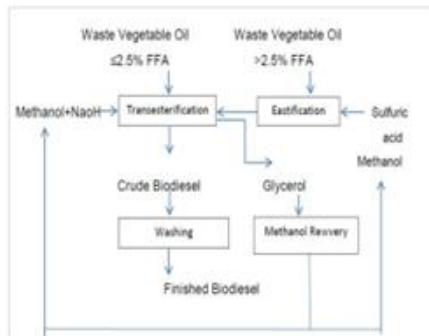 Waste Vegetable Oil
≤2.5% FFA
Waste Vegetable Oil
>2.5% FFA
Methanol+NaoH
Transesterification
Eastification
Sulfuric
acid
Methanol
Crude Biodiesel
Glycerol
Washing
Methanol Rewvery
Finished Biodiesel